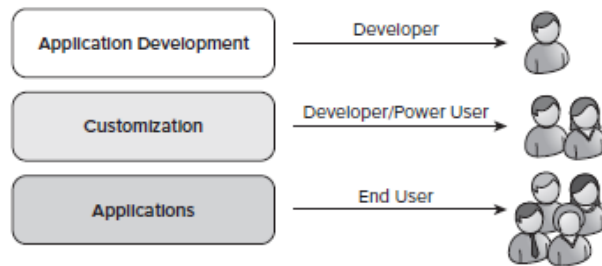 Application Development
Developer
Customization
Developer/Power User
Applications
End User